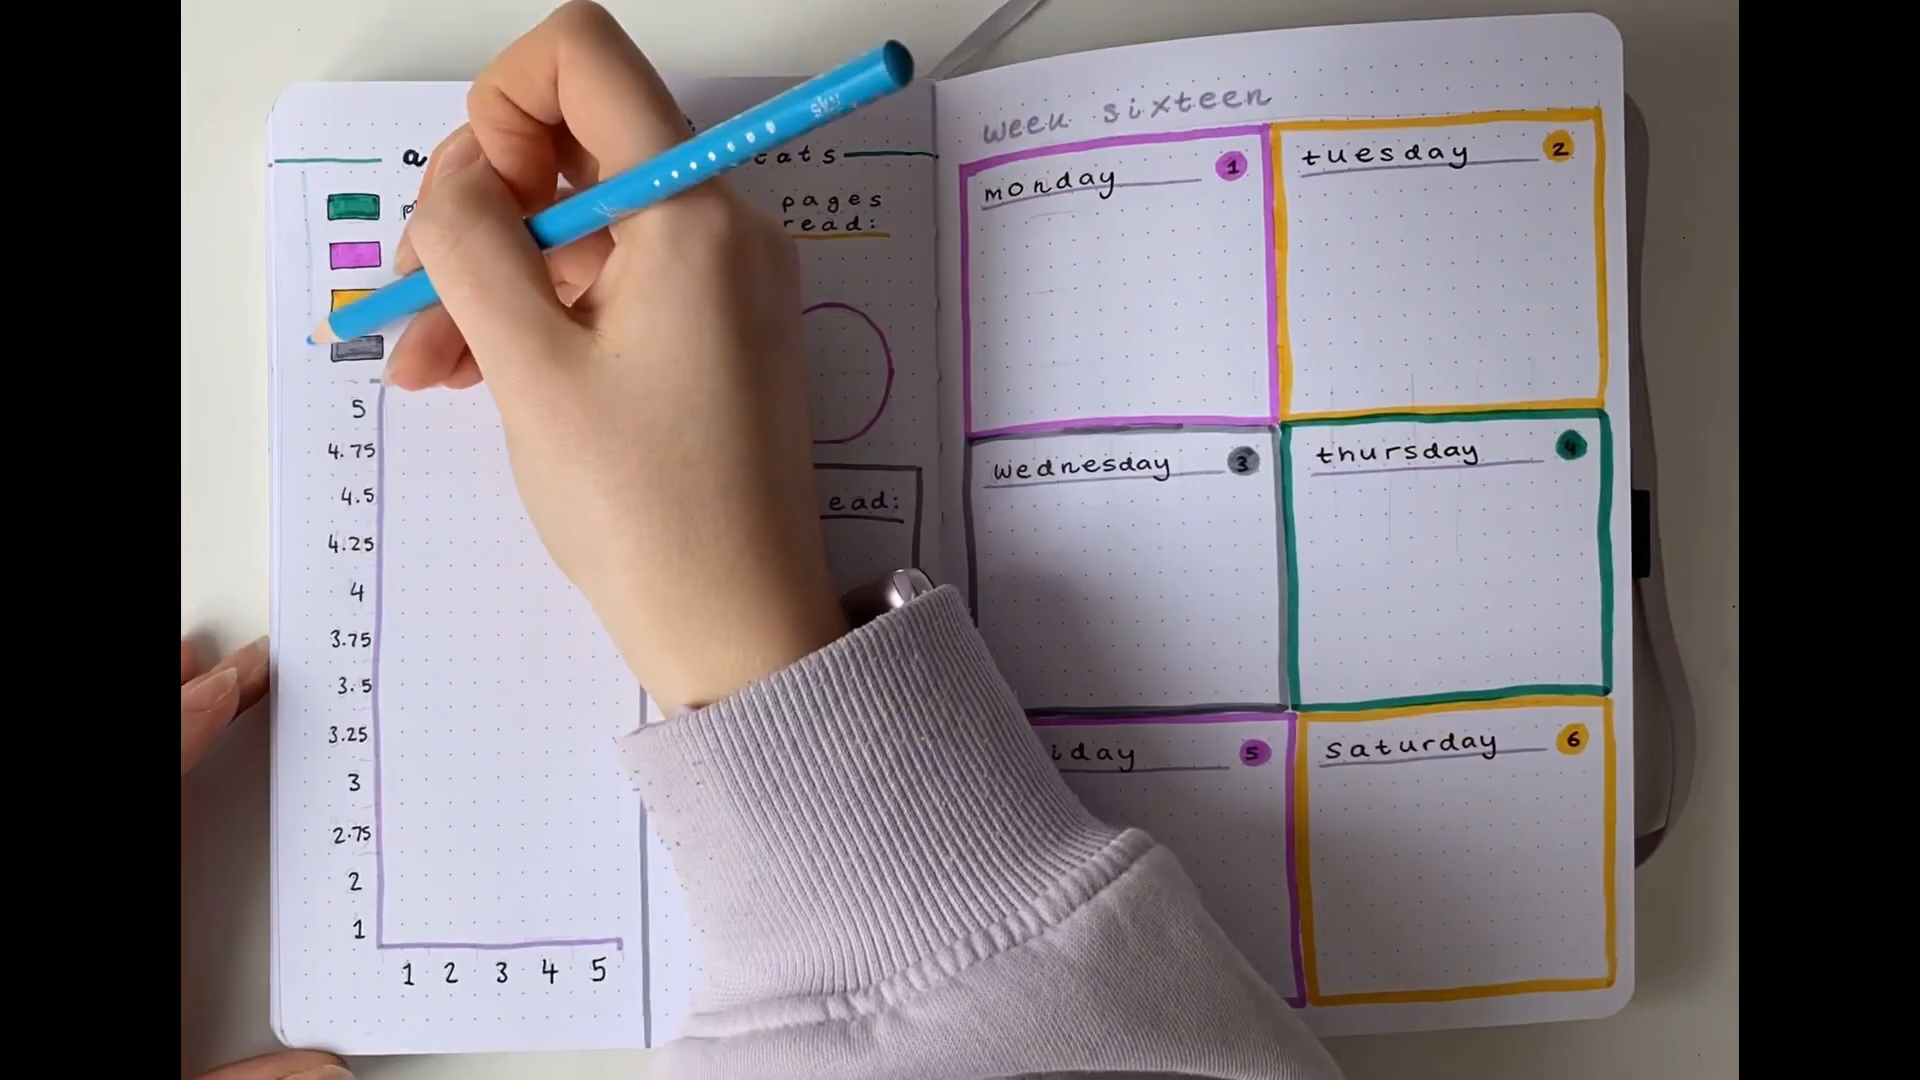 pages
read:
5
4.75
4.5
4.25
4
3.75
3.5
3.25
3
2.75
2
1
1 2 3 4 5
sky
week sixteen
monday 1
tuesday 2
wednesday 3
thursday 4
5
saturday 6